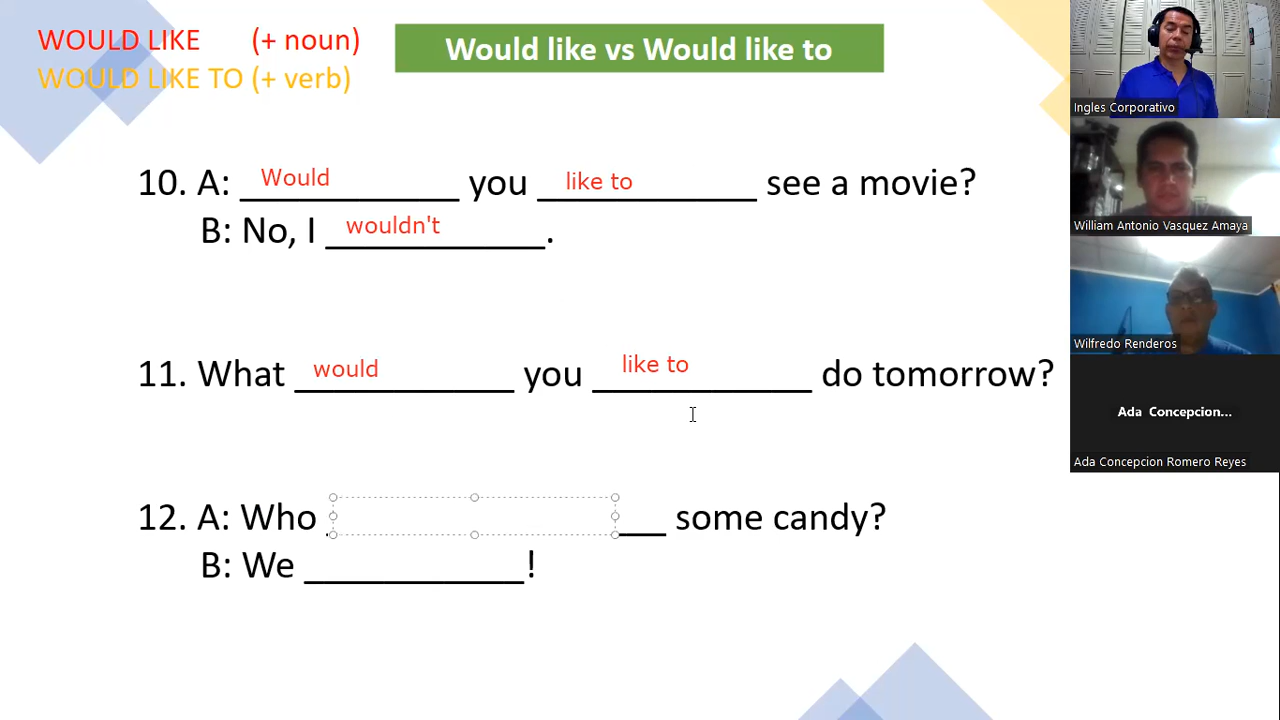 WOULD LIKE (+ noun)
WOULD LIKE TO (+ verb)
Would like vs Would like to
10. A: Would you like to see a movie?
B: No, I wouldn't.
11. What would you like to do tomorrow?
12. A: Who ___ some candy?
B: We ___________!
Ingles Corporativo
William Antonio Vasquez Amaya
Wilfredo Renderos
Ada Concepcion...
Ada Concepcion Romero Reyes